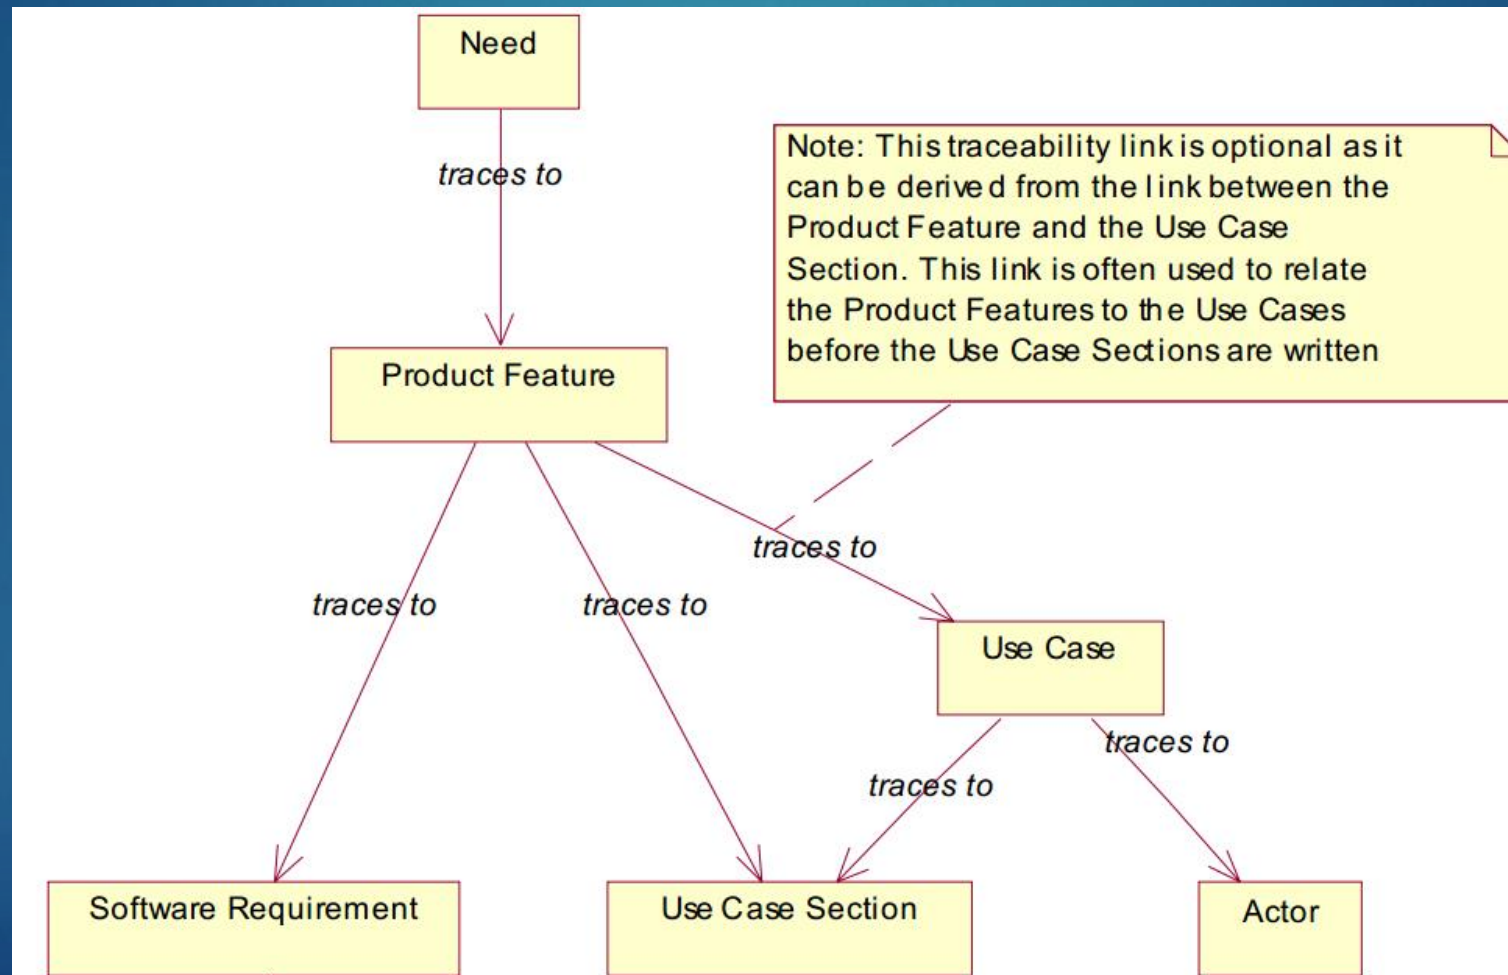 Need
traces to
Note: This traceability link is optional as it
can be derived from the link between the
Product Feature and the Use Case
Section. This link is often used to relate
the Product Features to the Use Cases
before the Use Case Sections are written
Product Feature
traces to
traces to
traces to
Use Case
traces to
traces to
Software Requirement
Use Case Section
Actor